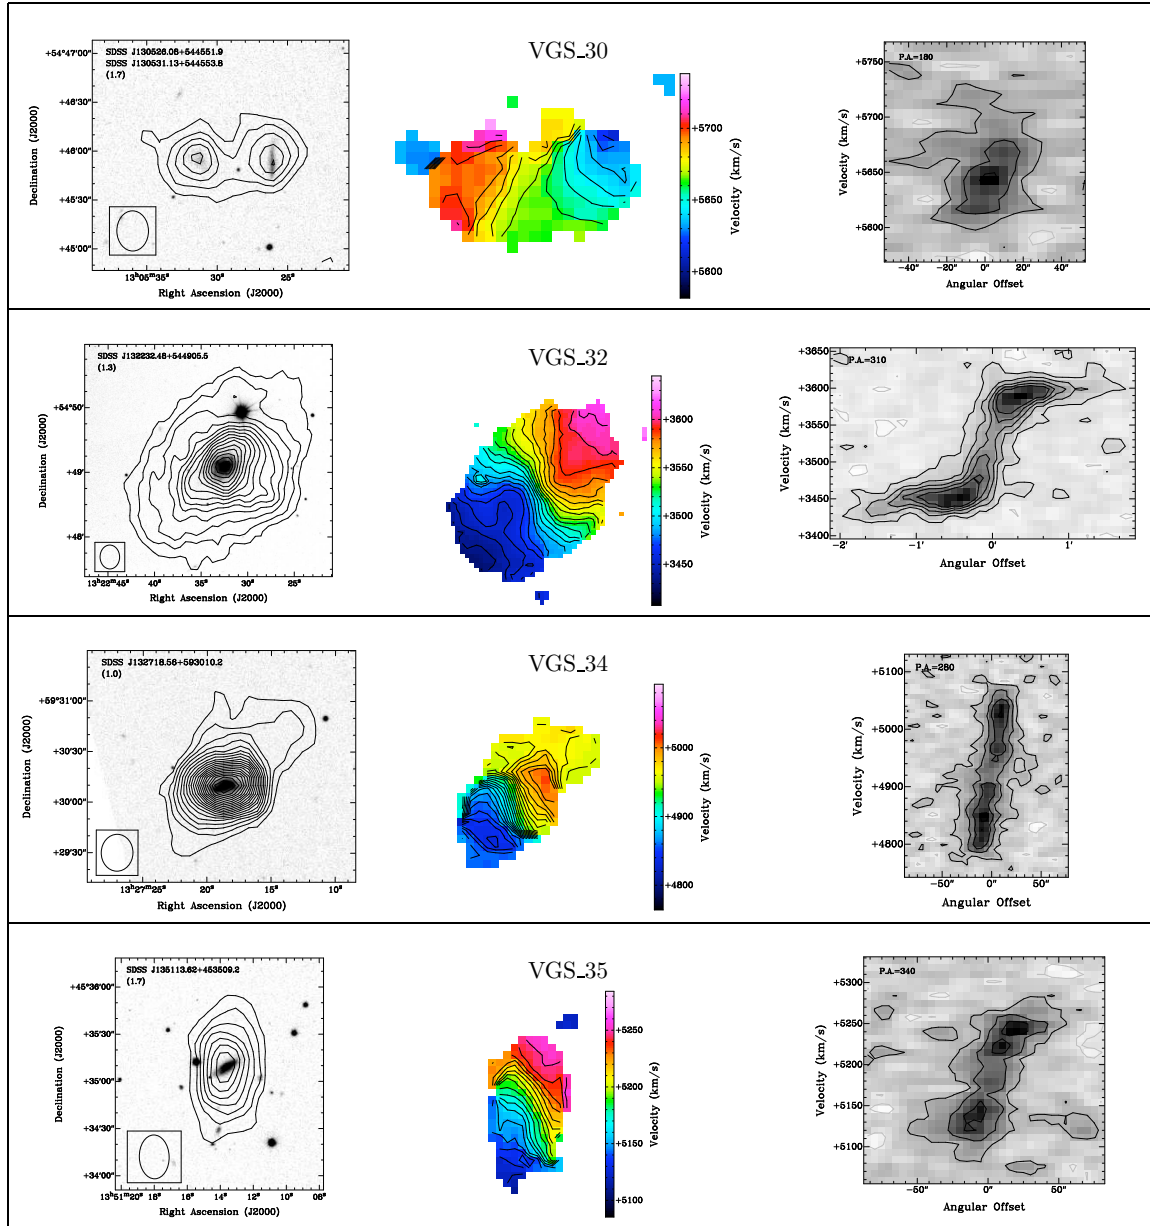 VGS_30
SDSS J130526.08+544551.9
SDSS J130531.13+544553.8
(1.7)
+54°47'00"
+46'30"
+46'00"
+45'30"
+45'00"
Declination (J2000)
13ʰ05ᵐ35ˢ 30ˢ 25ˢ
Right Ascension (J2000)
+5700
+5650
+5600
Velocity (km/s)
P.A.=180
+5750
+5700
+5650
+5600
Velocity (km/s)
−40" −20" 0" 20" 40"
Angular Offset
VGS_32
SDSS J132232.48+544905.5
(1.3)
+54°50'
+49'
+48'
Declination (J2000)
13ʰ22ᵐ45ˢ 40ˢ 35ˢ 30ˢ 25ˢ
Right Ascension (J2000)
+3600
+3550
+3500
+3450
Velocity (km/s)
P.A.=310
+3650
+3600
+3550
+3500
+3450
+3400
Velocity (km/s)
-2' -1' 0' 1'
Angular Offset
VGS_34
SDSS J132718.56+593010.2
(1.0)
+59°31'00"
+30'30"
+30'00"
+29'30"
Declination (J2000)
13ʰ27ᵐ25ˢ 20ˢ 15ˢ 10ˢ
Right Ascension (J2000)
+5000
+4900
+4800
Velocity (km/s)
P.A.=280
+5100
+5000
+4900
+4800
Velocity (km/s)
−50" 0" 50"
Angular Offset
VGS_35
SDSS J135113.62+453509.2
(1.7)
+45°36'00"
+35'30"
+35'00"
+34'30"
+34'00"
Declination (J2000)
13ʰ51ᵐ20ˢ 18ˢ 16ˢ 14ˢ 12ˢ 10ˢ 08ˢ 06ˢ
Right Ascension (J2000)
+5250
+5200
+5150
+5100
Velocity (km/s)
P.A.=340
+5300
+5250
+5200
+5150
+5100
Velocity (km/s)
−50" 0" 50"
Angular Offset